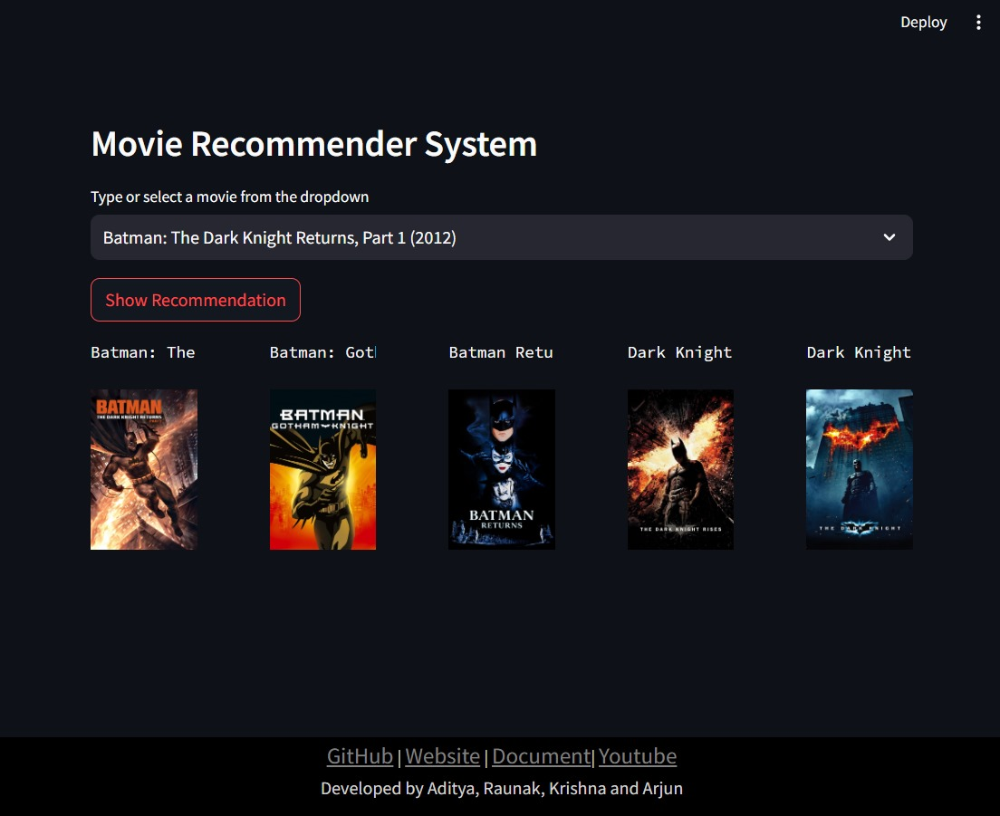 Deploy
Movie Recommender System
Type or select a movie from the dropdown
Batman: The Dark Knight Returns, Part 1 (2012)
Show Recommendation
Batman: The
Batman: Got
Batman Retu
Dark Knight
Dark Knight
BATMAN
THE DARK KNIGHT RETURNS
BATMAN
GOTHAM KNIGHT
BATMAN
RETURNS
THE DARK KNIGHT RISES
THE DARK KNIGHT
GitHub | Website | Document| Youtube
Developed by Aditya, Raunak, Krishna and Arjun